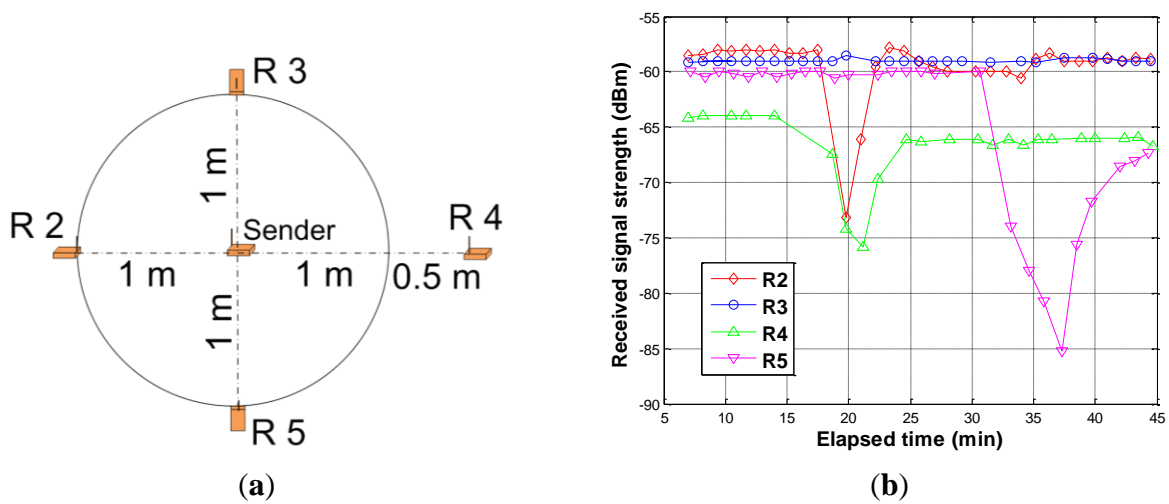 R 3
1 m
R 2
Sender
R 4
1 m
1 m
0.5 m
1 m
R 5
(a)
Received signal strength (dBm)
-55
-60
-65
-70
-75
-80
-85
-90
R2
R3
R4
R5
5 10 15 20 25 30 35 40 45
Elapsed time (min)
(b)